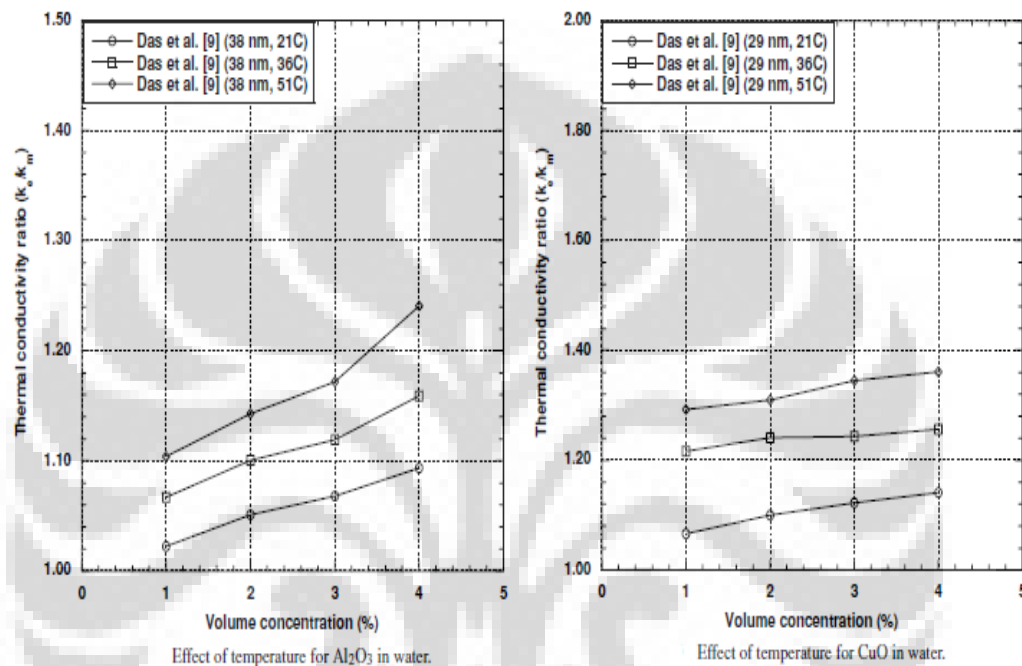 1.50
1.40
1.30
1.20
1.10
1.00
Thermal conductivity ratio (kₑ/kₘ)
Das et al. [9] (38 nm, 21C)
Das et al. [9] (38 nm, 36C)
Das et al. [9] (38 nm, 51C)
0 1 2 3 4 5
Volume concentration (%)
Effect of temperature for Al₂O₃ in water.
2.00
1.80
1.60
1.40
1.20
1.00
Thermal conductivity ratio (kₑ/kₘ)
Das et al. [9] (29 nm, 21C)
Das et al. [9] (29 nm, 36C)
Das et al. [9] (29 nm, 51C)
0 1 2 3 4 5
Volume concentration (%)
Effect of temperature for CuO in water.